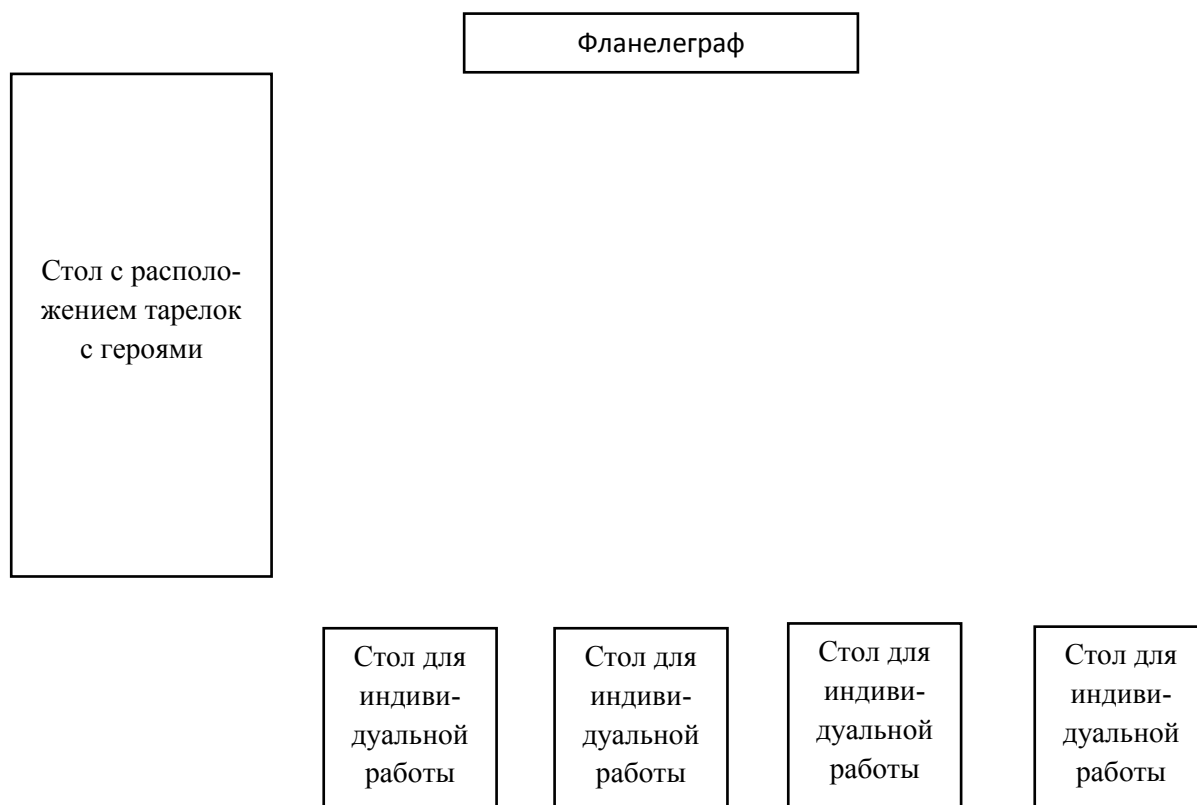 Фланелеграф
Стол с располо-
жением тарелок
с героями
Стол для
индиви-
дуальной
работы
Стол для
индиви-
дуальной
работы
Стол для
индиви-
дуальной
работы
Стол для
индиви-
дуальной
работы